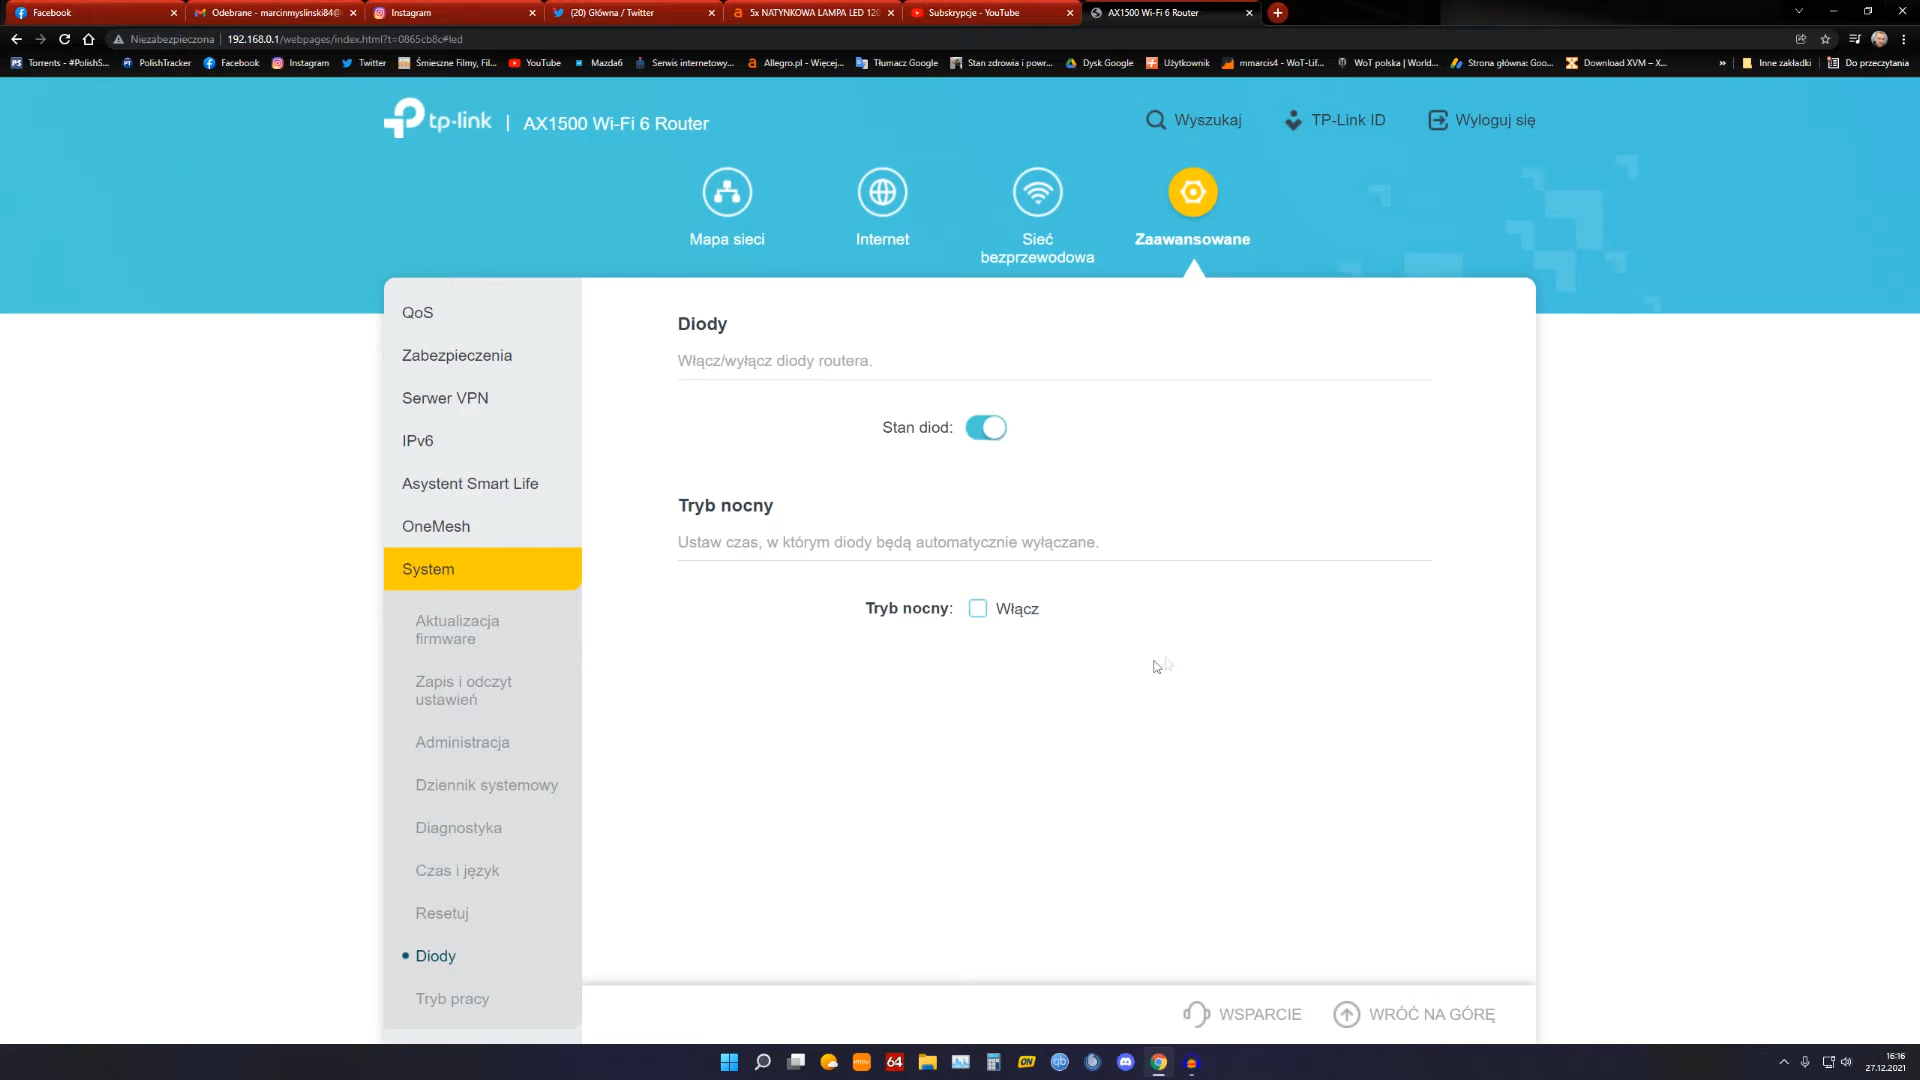 Facebook
Odebrane - marcinmyslinski84@
Instagram
(20) Główna / Twitter
5x NATYNKOWA LAMPA LED 120
Subskrypcje - YouTube
AX1500 Wi-Fi 6 Router
Niezabezpieczona | 192.168.0.1/webpages/index.html?t=0865cb8c#led
Torrents - #PolishS...
PolishTracker
Facebook
Instagram
Twitter
Śmieszne Filmy, Fil...
YouTube
Mazda6
Serwis internetowy...
Allegro.pl - Więcej...
Tłumacz Google
Stan zdrowia i powr...
Dysk Google
Użytkownik
mmarcis4 - WoT-Lif...
WoT polska | World...
Strona główna: Goo...
Download XVM – X...
»
Inne zakładki
Do przeczytania
tp-link | AX1500 Wi-Fi 6 Router
Wyszukaj
TP-Link ID
Wyloguj się
Mapa sieci
Internet
Sieć
bezprzewodowa
Zaawansowane
QoS
Zabezpieczenia
Serwer VPN
IPv6
Asystent Smart Life
OneMesh
System
Aktualizacja
firmware
Zapis i odczyt
ustawień
Administracja
Dziennik systemowy
Diagnostyka
Czas i język
Resetuj
Diody
Tryb pracy
Diody
Włącz/wyłącz diody routera.
Stan diod:
Tryb nocny
Ustaw czas, w którym diody będą automatycznie wyłączane.
Tryb nocny: Włącz
WSPARCIE
WRÓĆ NA GÓRĘ
64
ON
qb
16:16
27.12.2021